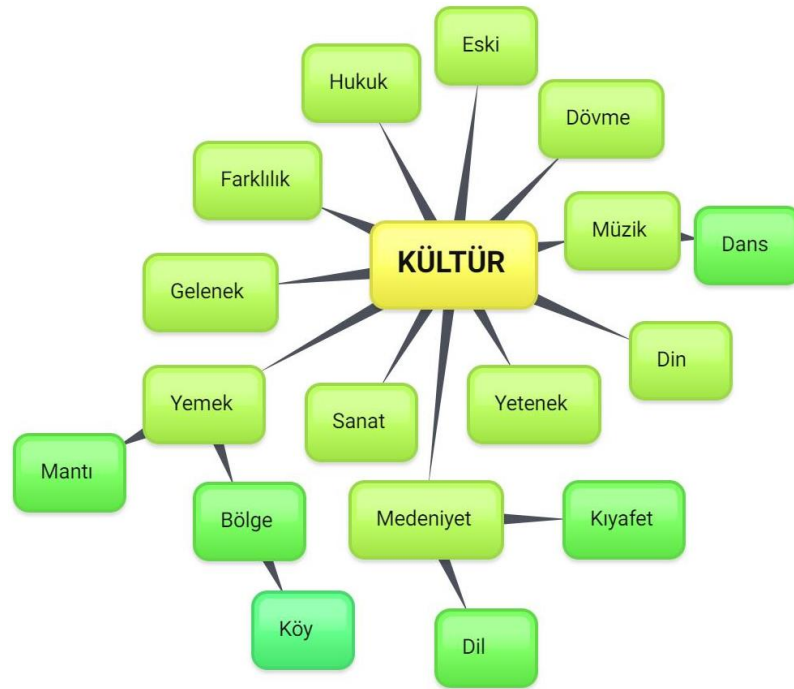 Eski
Hukuk
Dövme
Farklılık
Müzik
Dans
KÜLTÜR
Gelenek
Din
Yemek
Sanat
Yetenek
Mantı
Bölge
Medeniyet
Kıyafet
Köy
Dil